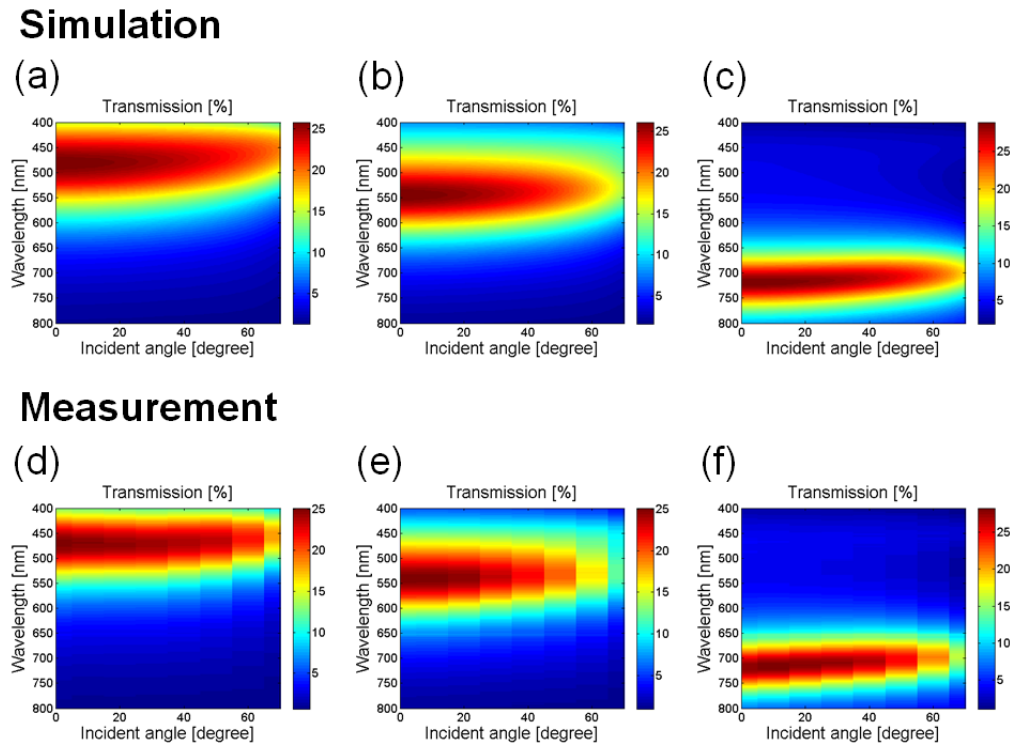 Simulation
(a) (b) (c)
Transmission [%] Transmission [%] Transmission [%]
400 400 400
450 450 450
500 500 500
550 550 550
600 600 600
650 650 650
700 700 700
750 750 750
800 800 800
Wavelength [nm] Wavelength [nm] Wavelength [nm]
0 20 40 60 0 20 40 60 0 20 40 60
Incident angle [degree] Incident angle [degree] Incident angle [degree]
25 25 25
20 20 20
15 15 15
10 10 10
5 5 5
Measurement
(d) (e) (f)
Transmission [%] Transmission [%] Transmission [%]
400 400 400
450 450 450
500 500 500
550 550 550
600 600 600
650 650 650
700 700 700
750 750 750
800 800 800
Wavelength [nm] Wavelength [nm] Wavelength [nm]
0 20 40 60 0 20 40 60 0 20 40 60
Incident angle [degree] Incident angle [degree] Incident angle [degree]
25 25 25
20 20 20
15 15 15
10 10 10
5 5 5